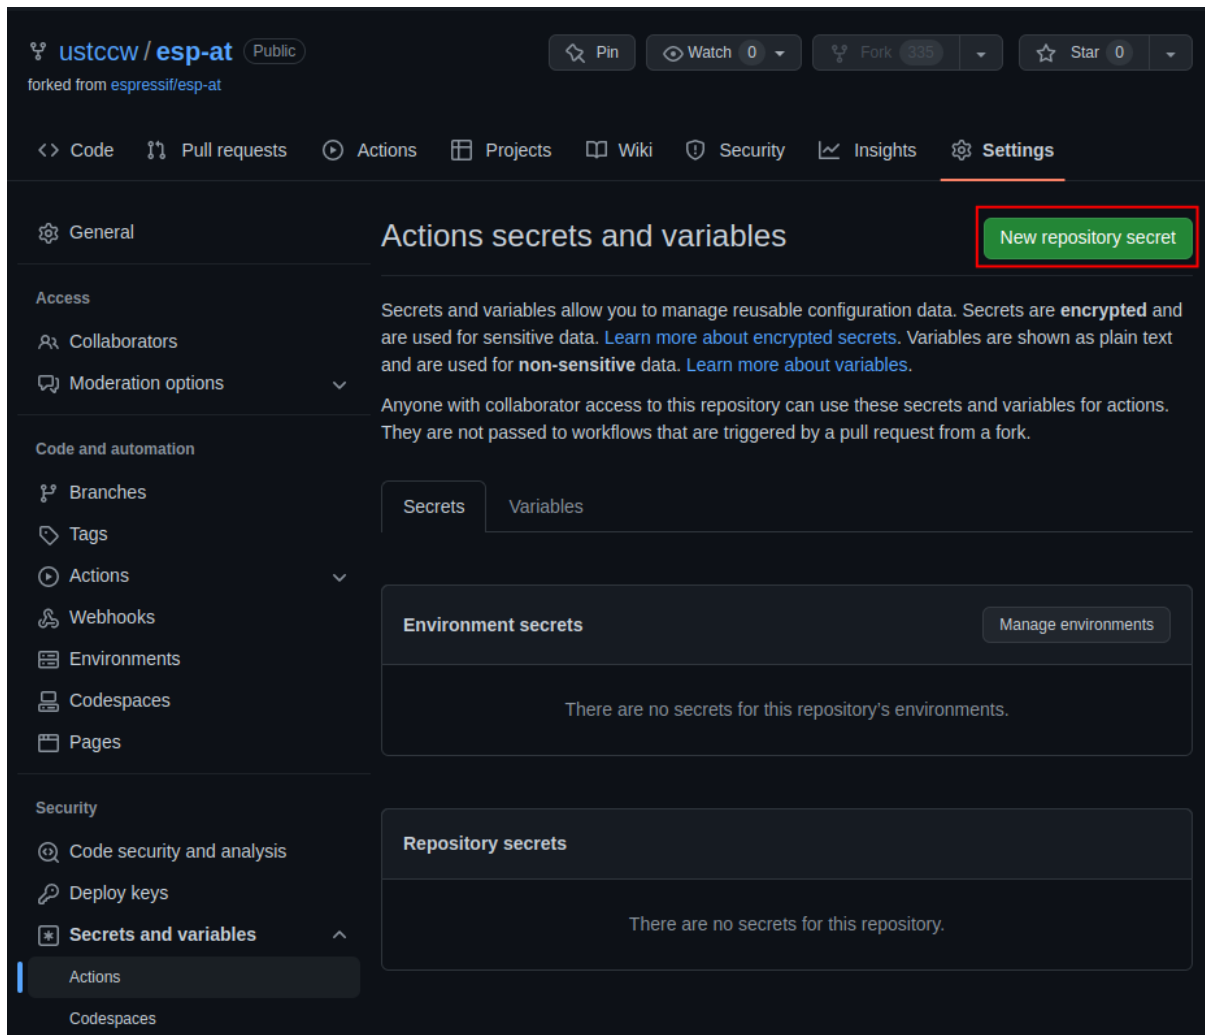 ustccw / esp-at Public
Pin
Watch 0
Fork 335
Star 0
forked from espressif/esp-at
Code
Pull requests
Actions
Projects
Wiki
Security
Insights
Settings
General
Access
Collaborators
Moderation options
Code and automation
Branches
Tags
Actions
Webhooks
Environments
Codespaces
Pages
Security
Code security and analysis
Deploy keys
Secrets and variables
Actions
Codespaces
Actions secrets and variables
New repository secret
Secrets and variables allow you to manage reusable configuration data. Secrets are encrypted and
are used for sensitive data. Learn more about encrypted secrets. Variables are shown as plain text
and are used for non-sensitive data. Learn more about variables.
Anyone with collaborator access to this repository can use these secrets and variables for actions.
They are not passed to workflows that are triggered by a pull request from a fork.
Secrets
Variables
Environment secrets
Manage environments
There are no secrets for this repository’s environments.
Repository secrets
There are no secrets for this repository.